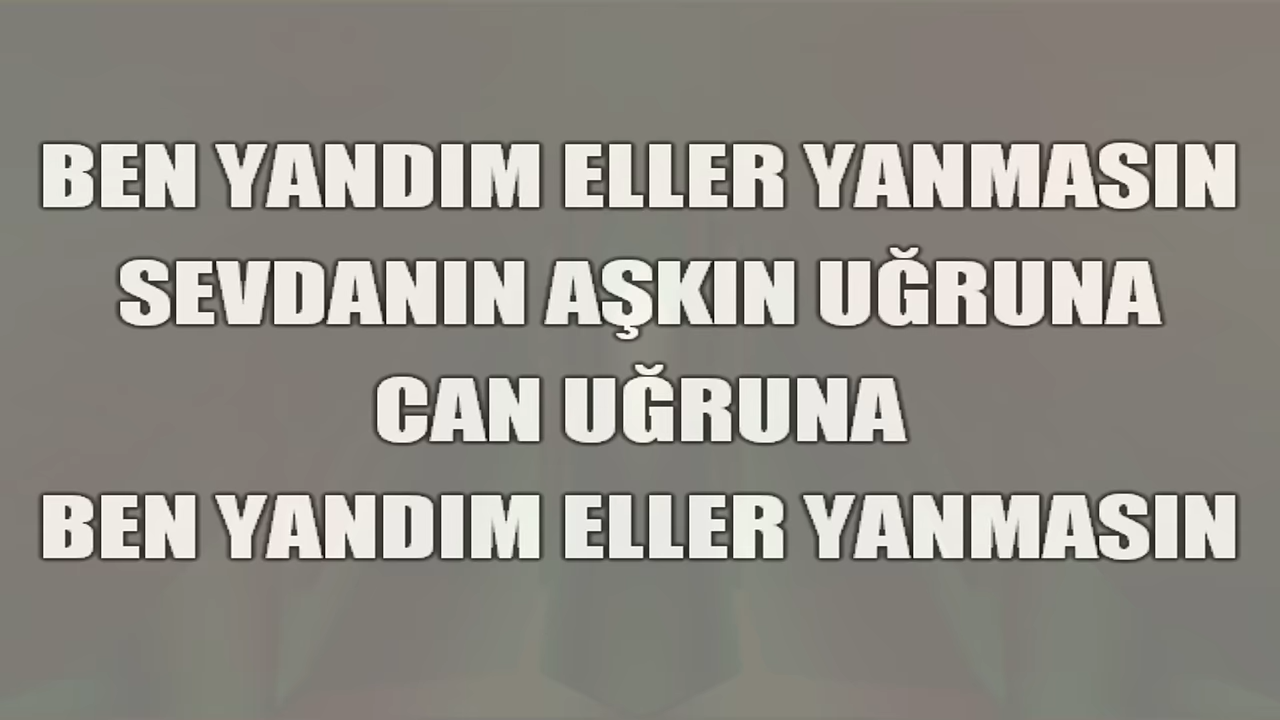 BEN YANDIM ELLER YANMASIN
SEVDANIN AŞKIN UĞRUNA
CAN UĞRUNA
BEN YANDIM ELLER YANMASIN